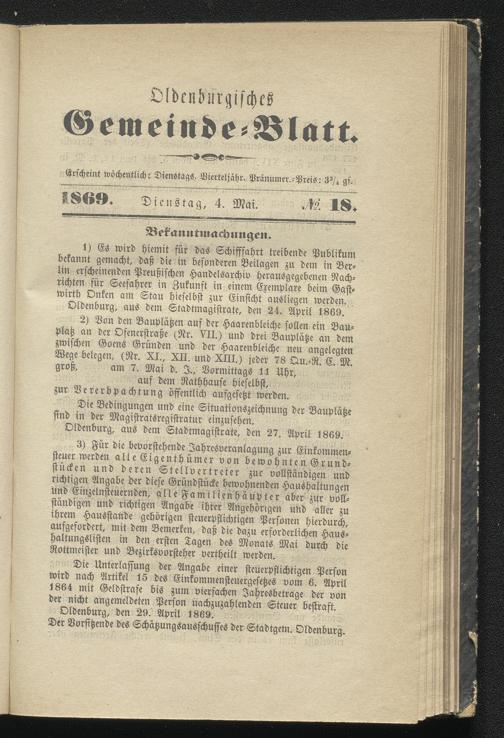 Oldenburgisches
Gemeinde-Blatt.
Erscheint wöchentlich: Dienstags. Vierteljähr. Pränumer.-Preis: 3¾ gf.
1869. Dienstag, 4. Mai. № 18.
Bekanntmachungen.
1) Es wird hiemit für das Schifffahrt treibende Publikum
bekannt gemacht, daß die in besonderen Beilagen zu dem in Ber-
lin erscheinenden Preußischen Handelsarchiv herausgegebenen Nach-
richten für Seefahrer in Zukunft in einem Exemplare beim Gast-
wirth Onken am Stau hieselbst zur Einsicht ausliegen werden.
Oldenburg, aus dem Stadtmagistrate, den 24. April 1869.
2) Von den Bauplätzen auf der Haarenbleiche sollen ein Bau-
platz an der Ofenerstraße (Nr. VII.) und drei Bauplätze an dem
zwischen Goens Gründen und der Haarenbleiche neu angelegten
Wege belegen, (Nr. XI., XII. und XIII.) jeder 78 Qu.-R. C. M.
groß, am 7. Mai d. J., Vormittags 11 Uhr,
auf dem Rathhause hieselbst,
zur Vererbpachtung öffentlich aufgesetzt werden.
Die Bedingungen und eine Situationszeichnung der Bauplätze
sind in der Magistratsregistratur einzusehen.
Oldenburg, aus dem Stadtmagistrate, den 27. April 1869.
3) Für die bevorstehende Jahresveranlagung zur Einkommen-
steuer werden alle Eigenthümer von bewohnten Grund-
stücken und deren Stellvertreter zur vollständigen und
richtigen Angabe der diese Grundstücke bewohnenden Haushaltungen
und Einzelnsteuernden, alle Familienhäupter aber zur voll-
ständigen und richtigen Angabe ihrer Angehörigen und aller zu
ihrem Hausstande gehörigen steuerpflichtigen Personen hierdurch,
aufgefordert, mit dem Bemerken, daß die dazu erforderlichen Haus-
haltungslisten in den ersten Tagen des Monats Mai durch die
Rottmeister und Bezirksvorsteher vertheilt werden.
Die Unterlassung der Angabe einer steuerpflichtigen Person
wird nach Artikel 15 des Einkommensteuergesetzes vom 6. April
1864 mit Geldstrafe bis zum vierfachen Jahresbetrage der von
der nicht angemeldeten Person nachzuzahlenden Steuer bestraft.
Oldenburg, den 29. April 1869.
Der Vorsitzende des Schätzungsausschusses der Stadtgem. Oldenburg.